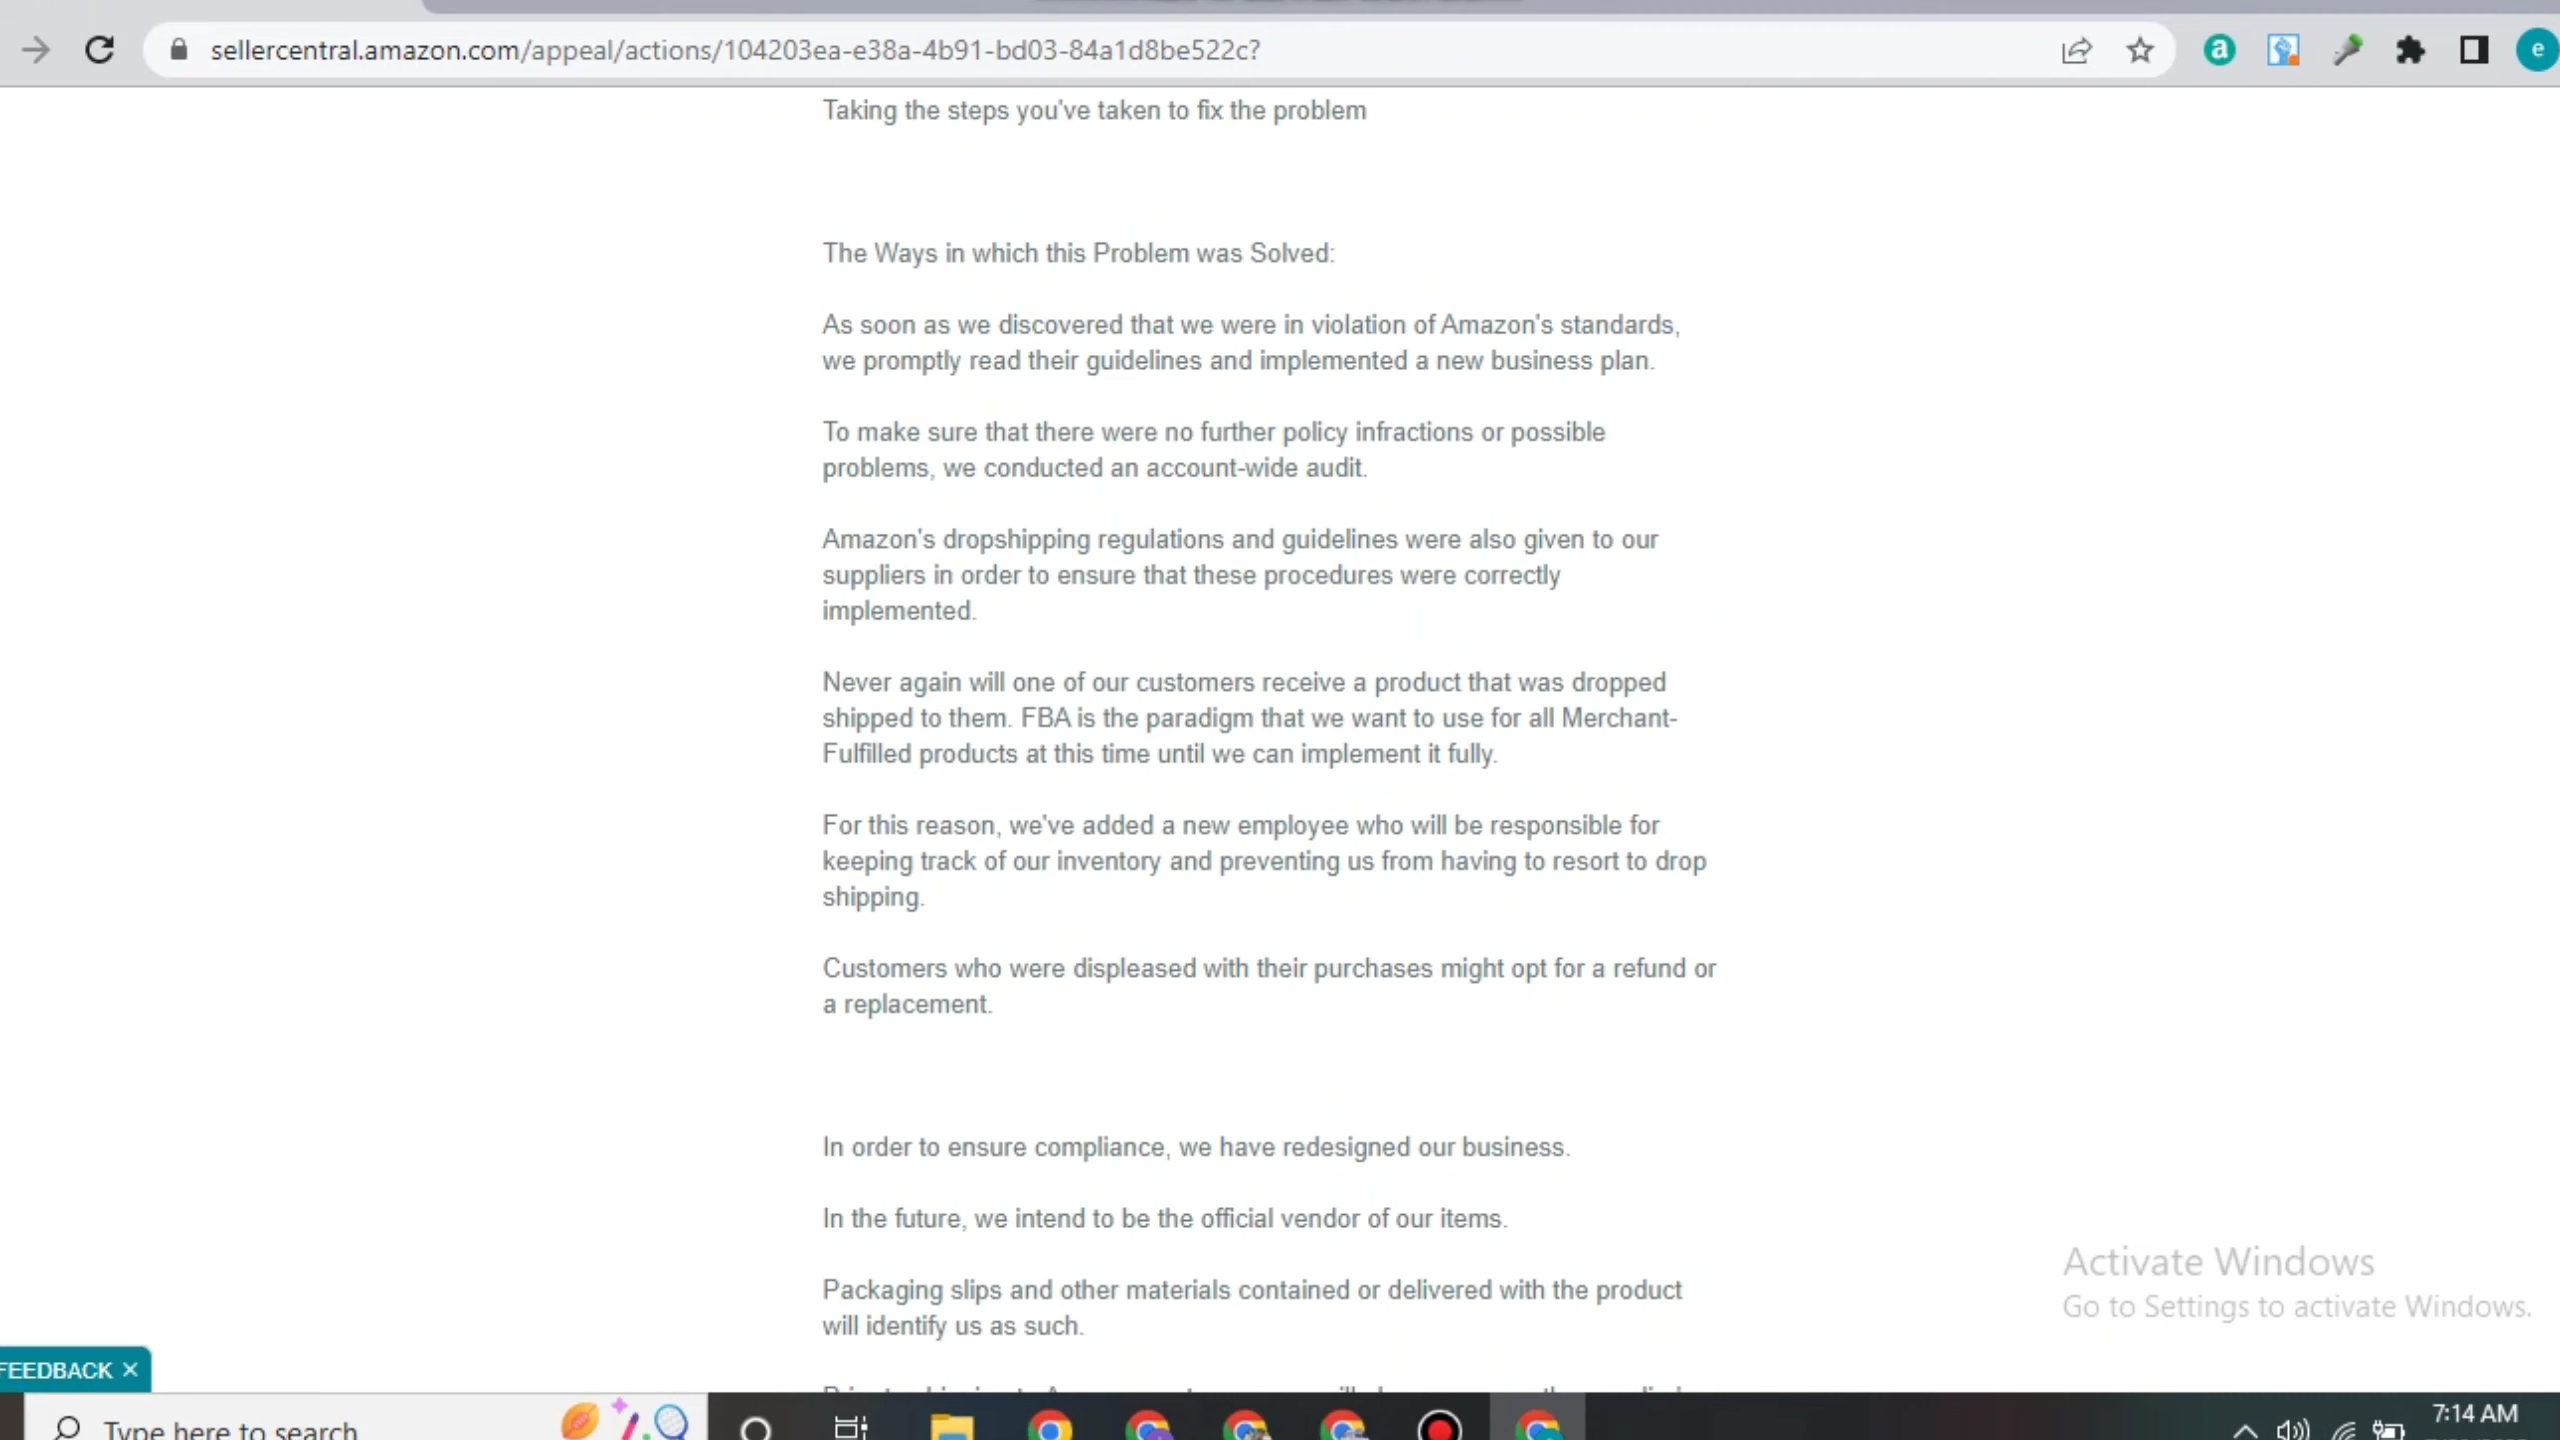 sellercentral.amazon.com/appeal/actions/104203ea-e38a-4b91-bd03-84a1d8be522c?
a
e
Taking the steps you've taken to fix the problem
The Ways in which this Problem was Solved:
As soon as we discovered that we were in violation of Amazon's standards,
we promptly read their guidelines and implemented a new business plan.
To make sure that there were no further policy infractions or possible
problems, we conducted an account-wide audit.
Amazon's dropshipping regulations and guidelines were also given to our
suppliers in order to ensure that these procedures were correctly
implemented.
Never again will one of our customers receive a product that was dropped
shipped to them. FBA is the paradigm that we want to use for all Merchant-
Fulfilled products at this time until we can implement it fully.
For this reason, we've added a new employee who will be responsible for
keeping track of our inventory and preventing us from having to resort to drop
shipping.
Customers who were displeased with their purchases might opt for a refund or
a replacement.
In order to ensure compliance, we have redesigned our business.
In the future, we intend to be the official vendor of our items.
Packaging slips and other materials contained or delivered with the product
will identify us as such.
Activate Windows
Go to Settings to activate Windows.
FEEDBACK ×
Type here to search
7:14 AM